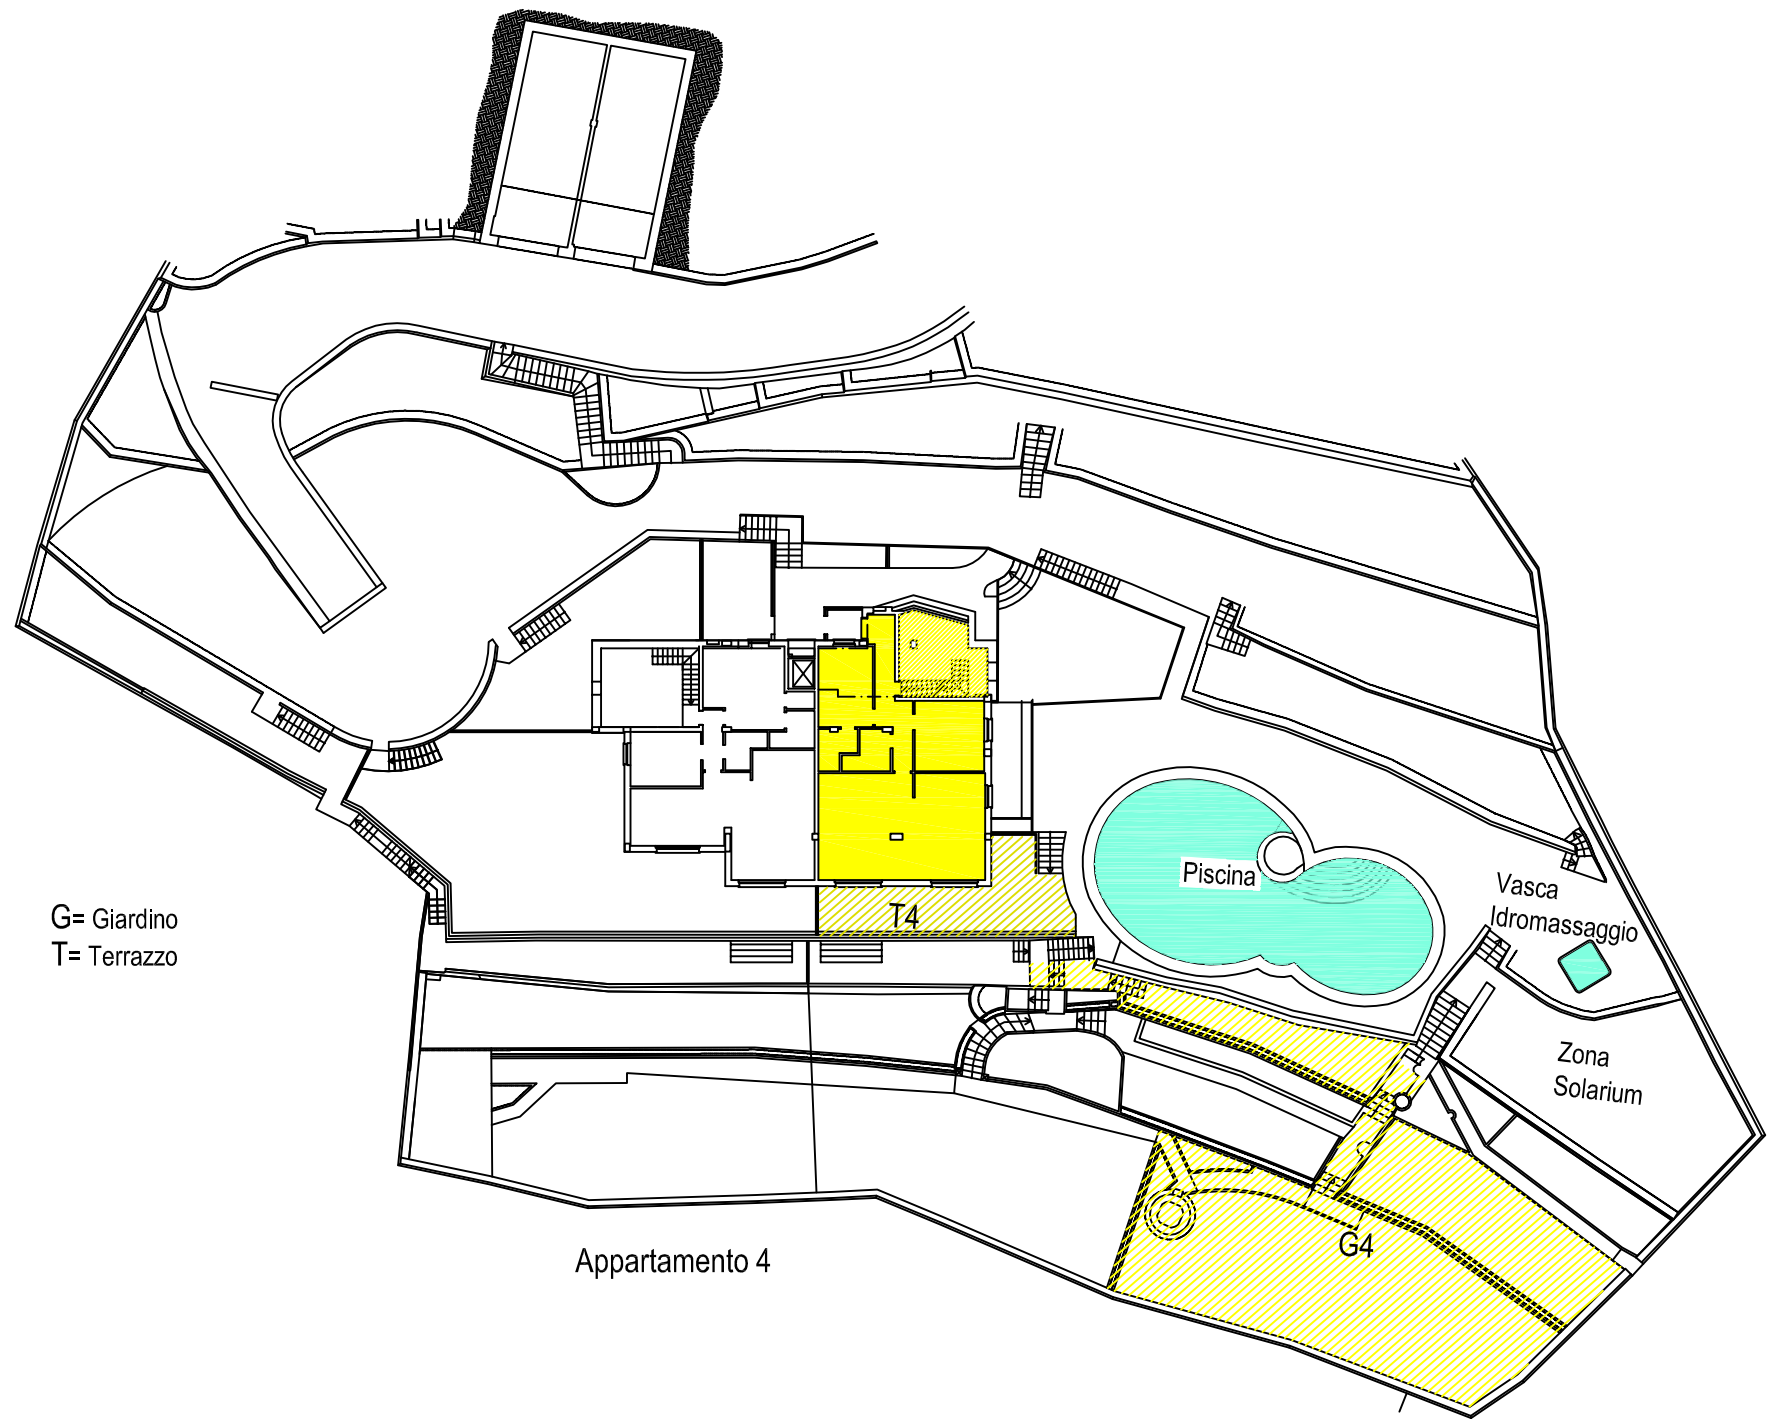 Piscina
Vasca
Idromassaggio
G= Giardino
T= Terrazzo
T4
Zona
Solarium
G4
Appartamento 4